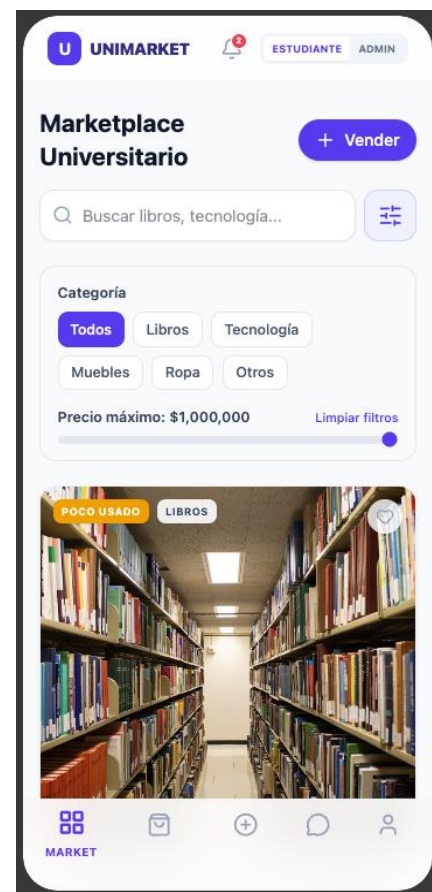 U UNIMARKET 2 ESTUDIANTE ADMIN
Marketplace
Universitario
+ Vender
Buscar libros, tecnología...
Categoría
Todos Libros Tecnología
Muebles Ropa Otros
Precio máximo: $1,000,000 Limpiar filtros
POCO USADO LIBROS
MARKET